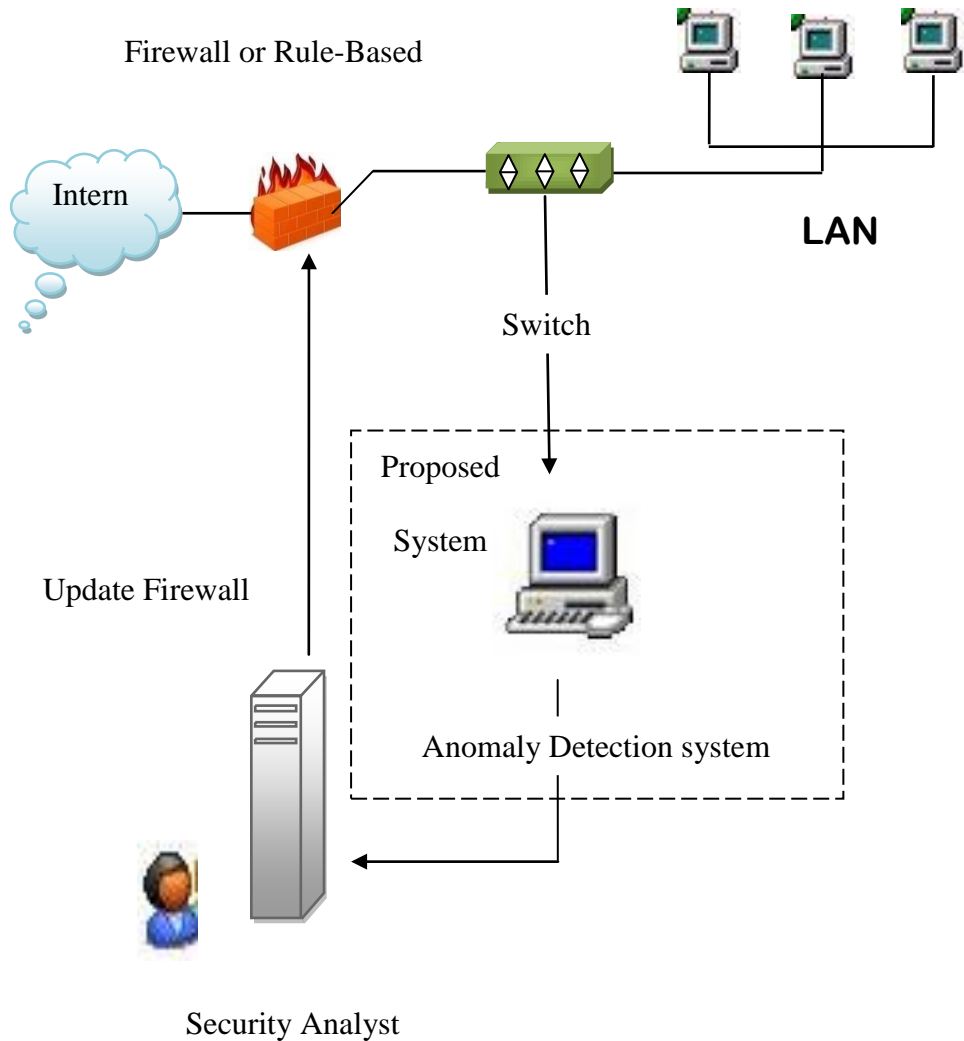 Firewall or Rule-Based
Intern
LAN
Switch
Proposed
System
Update Firewall
Anomaly Detection system
Security Analyst